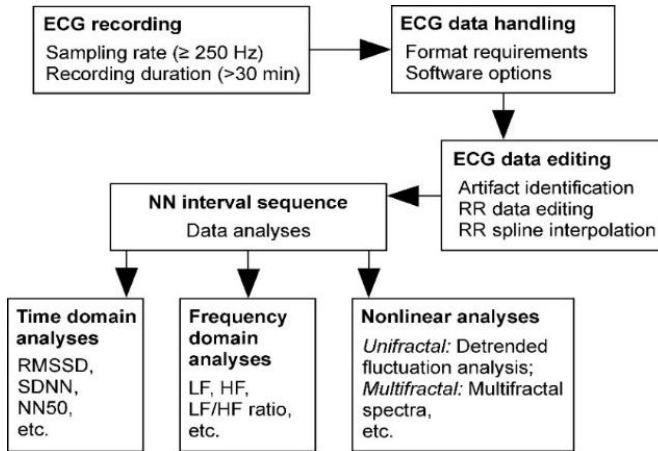 ECG recording
Sampling rate (≥ 250 Hz)
Recording duration (>30 min)
ECG data handling
Format requirements
Software options
ECG data editing
Artifact identification
RR data editing
RR spline interpolation
NN interval sequence
Data analyses
Time domain
analyses
RMSSD,
SDNN,
NN50,
etc.
Frequency
domain
analyses
LF, HF,
LF/HF ratio,
etc.
Nonlinear analyses
Unifractal: Detrended
fluctuation analysis;
Multifractal: Multifractal
spectra,
etc.